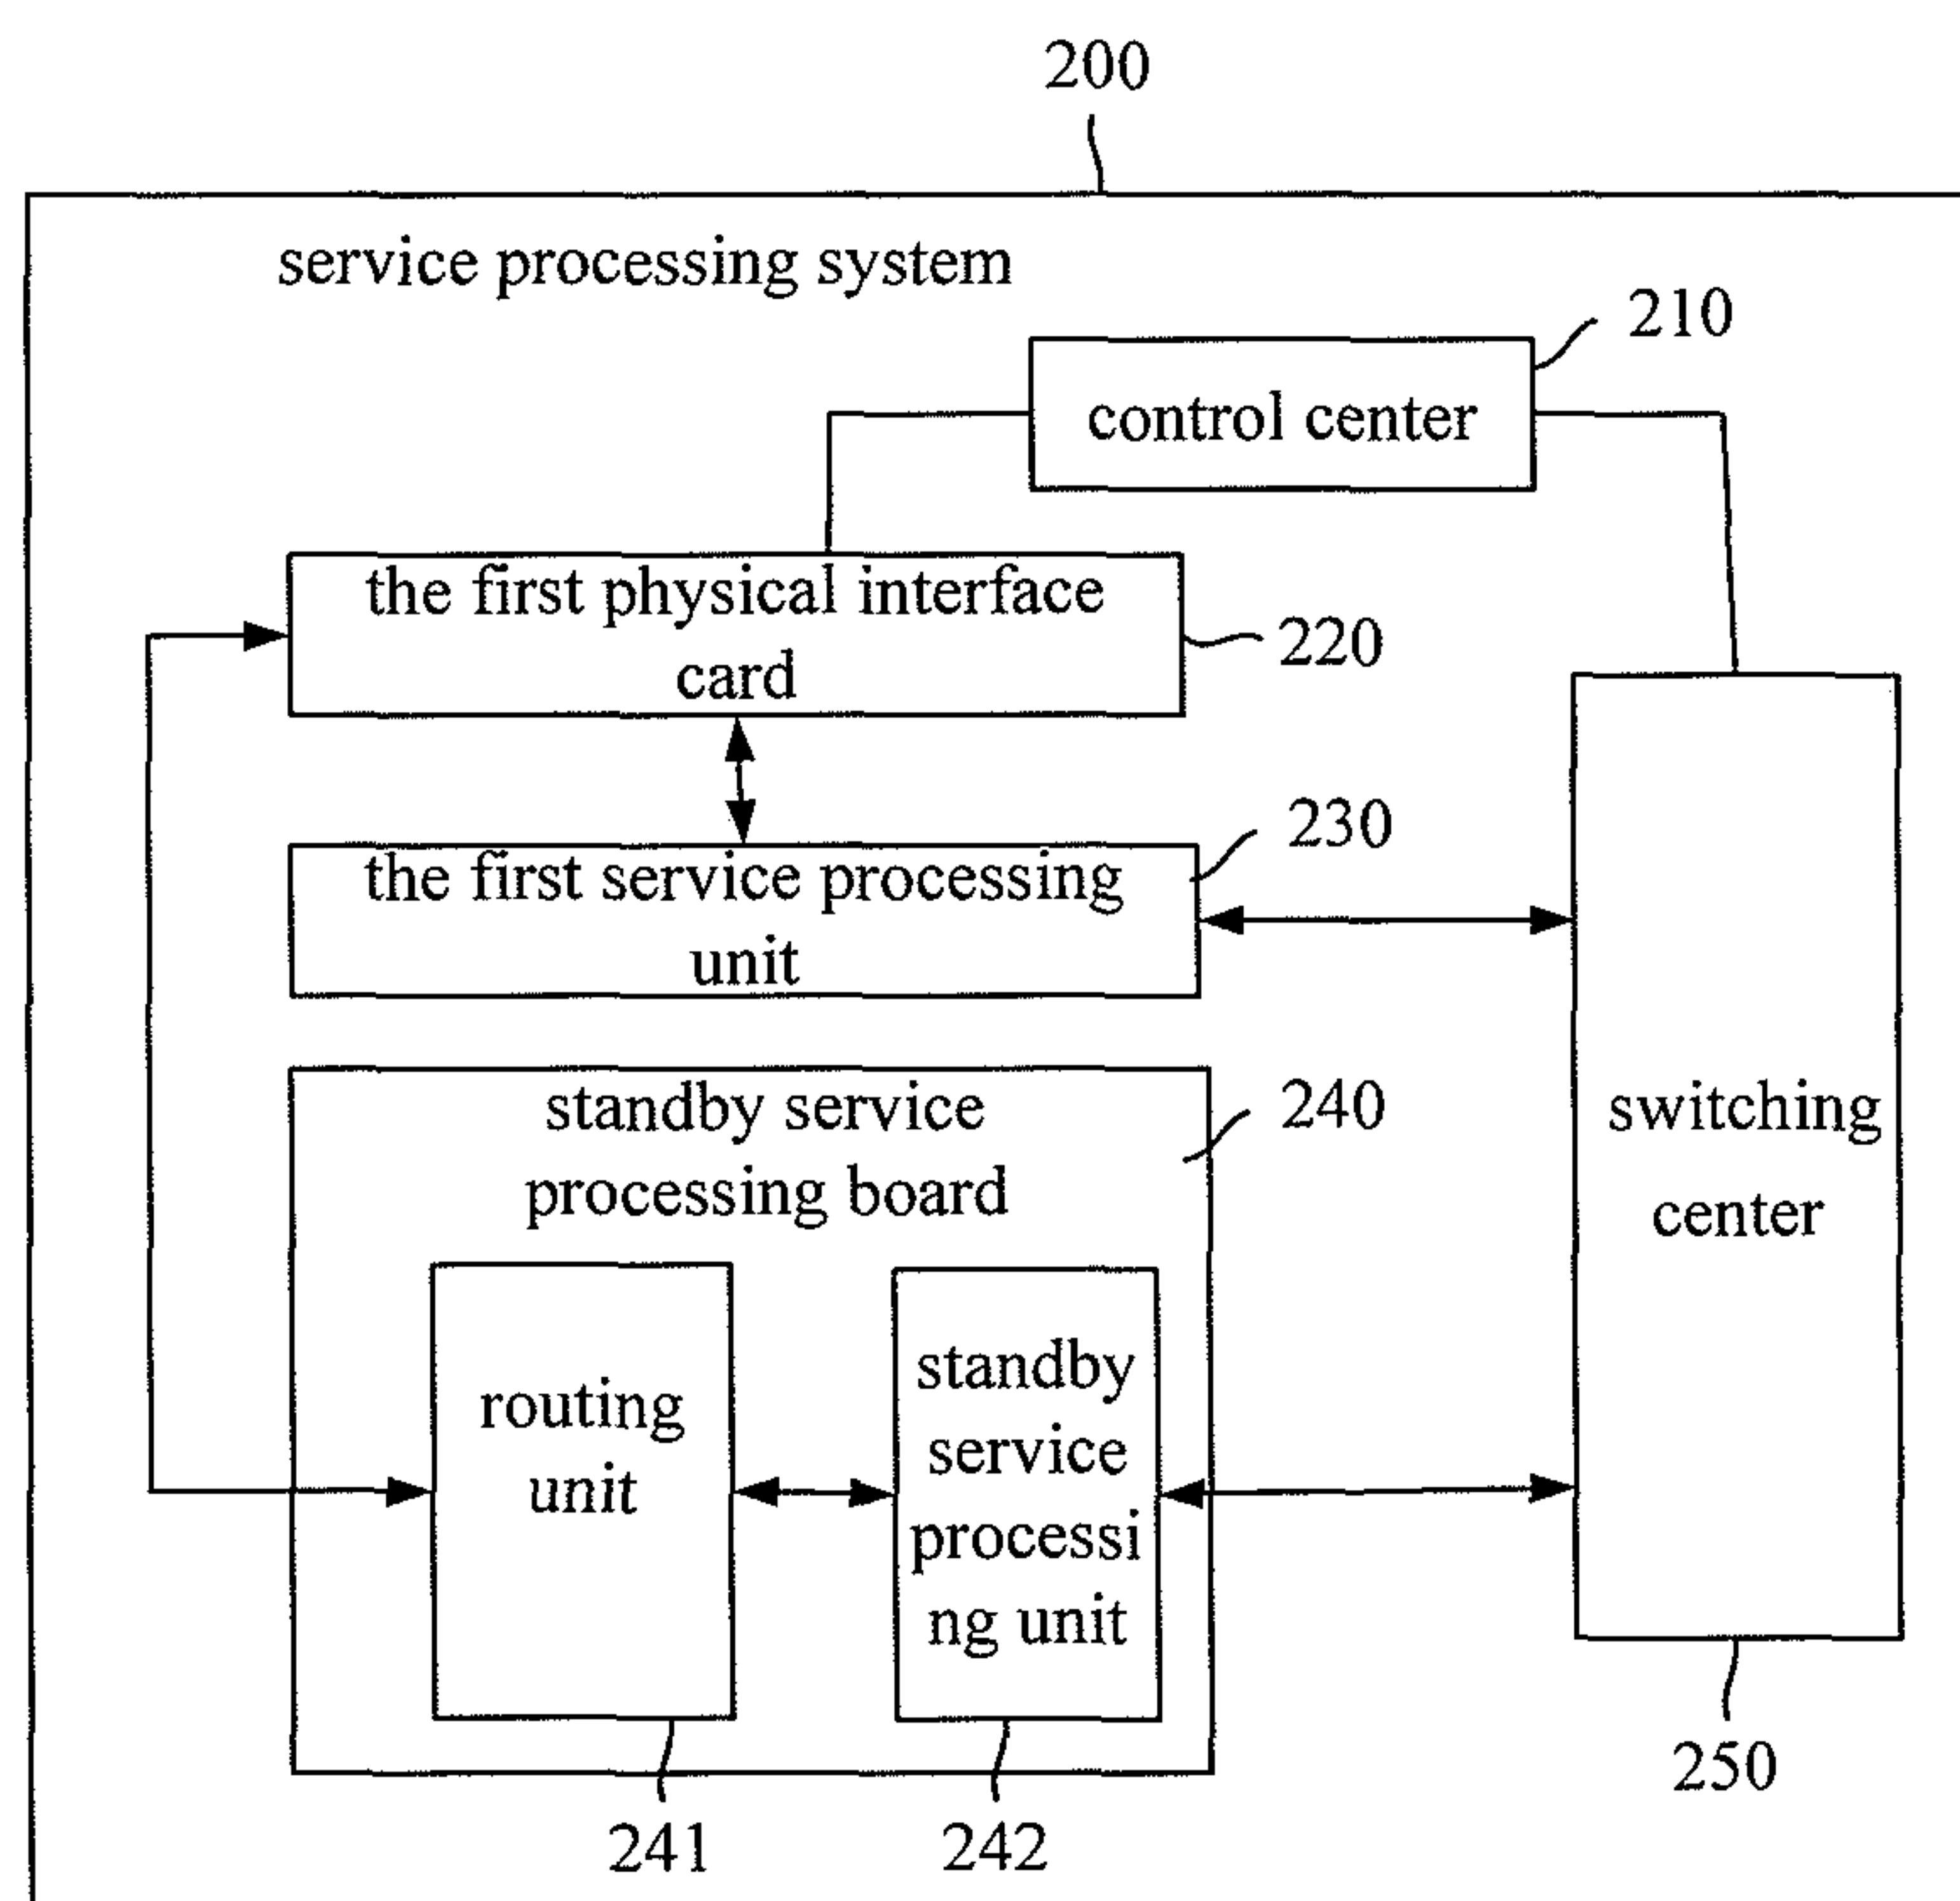 200
service processing system
210
control center
the first physical interface
card
220
230
the first service processing
unit
240
standby service
processing board
switching
center
routing
unit
standby
service
processi
ng unit
250
241
242